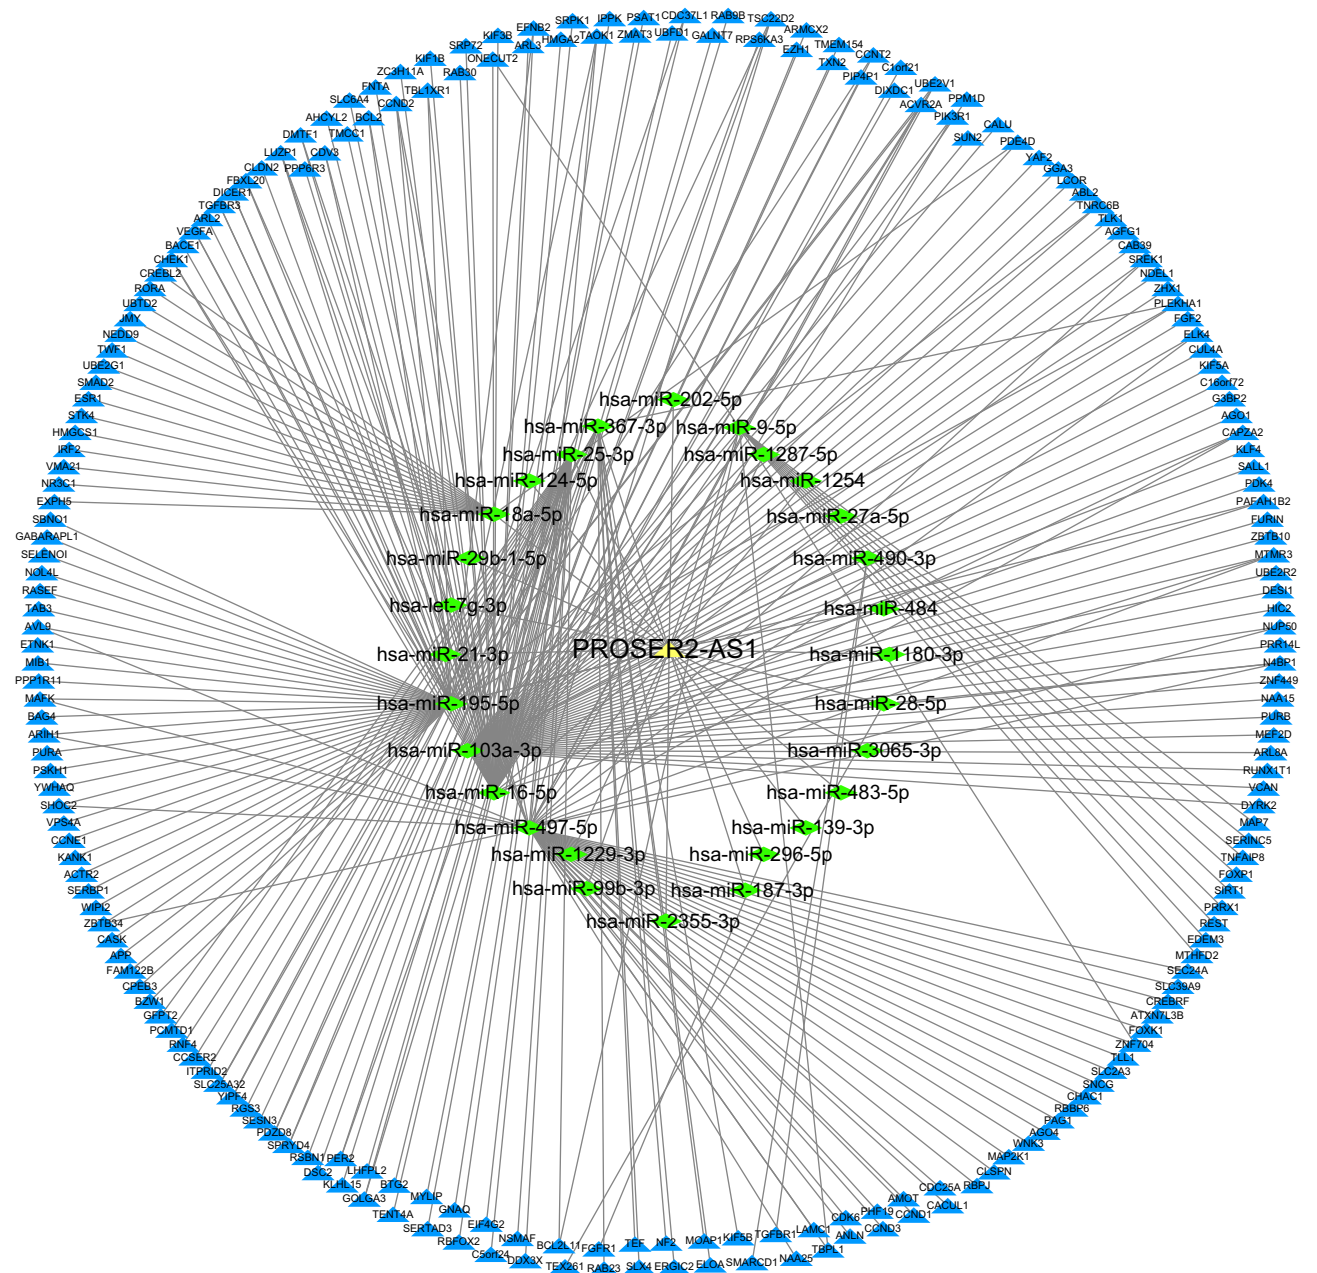 CDC37L1
RAB9B
TSC22D2
ARMCX2
TMEM154
CCNT2
C1orf21
UBE2V1
PPM1D
CALU
PDE4D
YAF2
GGA3
LCOR
ABL2
TNRC6B
TLK1
AGFG1
CAB39
SREK1
NDEL1
ZHX1
PLEKHA1
FGF2
ELK4
CUL4A
KIF5A
C16orf72
G3BP2
AGO1
CAPZA2
KLF4
SALL1
PDK4
PAFAH1B2
FURIN
ZBTB10
MTMR3
UBE2R2
DESI1
HIC2
NUP50
PRR14L
N4BP1
ZNF449
NAA15
PURB
MEF2D
ARL8A
RUNX1T1
VCAN
DYRK2
MAP7
SERINC5
TNFAIP8
FOXP1
SIRT1
PRRX1
REST
EDEM3
MTHFD2
SEC24A
SLC39A9
CREBRF
ATXN7L3B
FOXK1
ZNF704
TLL1
SLC2A3
SNCG
CHAC1
RBBP6
PAG1
AGO4
WNK3
MAP2K1
CLSPN
RBPJ
CDC25A
CACUL1
AMOT
CCND1
PHF19
CCND3
CDK6
ANLN
LAMC1
TBPL1
TGFBR1
NAA25
KIF5B
SMARCD1
MOAP1
ELOA
NF2
ERGIC2
TEF
SLX4
FGFR1
RAB23
BCL2L11
TEX261
NSMAF
DDX3X
EIF4G2
C5orf24
GNAQ
RBFOX2
MYLIP
SERTAD3
BTG2
TENT4A
LHFPL2
GOLGA3
PER2
KLHL15
RSBN1
DSC2
SPRYD4
PDZD8
SESN3
RGS3
YIPF4
SLC25A32
ITPRID2
CCSER2
RNF4
PCMTD1
GFPT2
BZW1
CPEB3
FAM122B
APP
CASK
ZBTB34
WIPI2
SERBP1
ACTR2
KANK1
CCNE1
VPS4A
SHOC2
YWHAQ
PSKH1
PURA
ARIH1
BAG4
MAFK
PPP1R11
MIB1
ETNK1
AVL9
TAB3
RASEF
NOL4L
SELENOI
GABARAPL1
SBNO1
EXPH5
NR3C1
VMA21
IRF2
HMGCS1
STK4
ESR1
SMAD2
UBE2G1
TWF1
NEDD9
JMY
UBTD2
RORA
CREBL2
CHEK1
BACE1
VEGFA
ARL2
TGFBR3
DICER1
FBXL20
CLDN2
LUZP1
PPP6R3
DMTF1
CDV3
AHCYL2
TMCC1
SLC6A4
BCL2
FNTA
CCND2
ZC3H11A
TBL1XR1
KIF1B
RAB30
SRP72
ONECUT2
KIF3B
ARL3
EFNB2
HMGA2
SRPK1
TAOK1
IPPK
ZMAT3
PSAT1
UBFD1
GALNT7
RPS6KA3
EZH1
TXN2
PIP4P1
DIXDC1
ACVR2A
PIK3R1
SUN2
hsa-miR-202-5p
hsa-miR-367-3p
hsa-miR-9-5p
hsa-miR-25-3p
hsa-miR-1287-5p
hsa-miR-124-5p
hsa-miR-1254
hsa-miR-18a-5p
hsa-miR-27a-5p
hsa-miR-29b-1-5p
hsa-miR-490-3p
hsa-let-7g-3p
hsa-miR-484
PROSER2-AS1
hsa-miR-21-3p
hsa-miR-1180-3p
hsa-miR-195-5p
hsa-miR-28-5p
hsa-miR-103a-3p
hsa-miR-3065-3p
hsa-miR-16-5p
hsa-miR-483-5p
hsa-miR-497-5p
hsa-miR-139-3p
hsa-miR-1229-3p
hsa-miR-296-5p
hsa-miR-99b-3p
hsa-miR-187-3p
hsa-miR-2355-3p